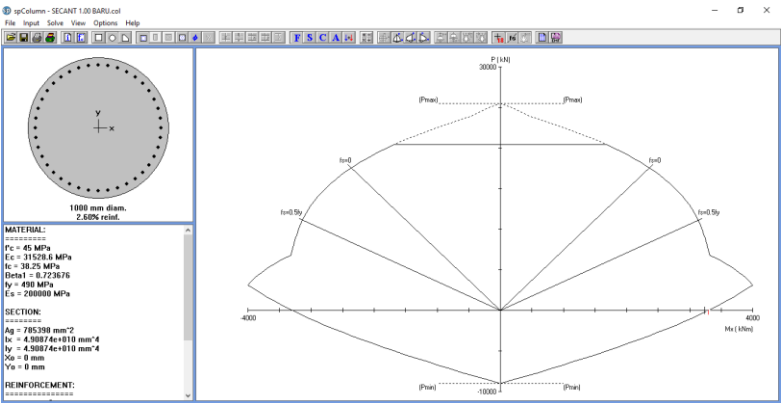 spColumn - SECANT 1.00 BARU.col
File Input Solve View Options Help
F S C A M
P ( kN)
30000
(Pmax)
(Pmax)
fs=0
fs=0
fs=0.5fy
fs=0.5fy
-4000
4000
1
Mx ( kNm)
(Pmin)
(Pmin)
-10000
y
x
1000 mm diam.
2.60% reinf.
MATERIAL:
=========
f'c = 45 MPa
Ec = 31528.6 MPa
fc = 38.25 MPa
Beta1 = 0.723676
fy = 490 MPa
Es = 200000 MPa
SECTION:
========
Ag = 785398 mm^2
Ix = 4.90874e+010 mm^4
Iy = 4.90874e+010 mm^4
Xo = 0 mm
Yo = 0 mm
REINFORCEMENT:
==============